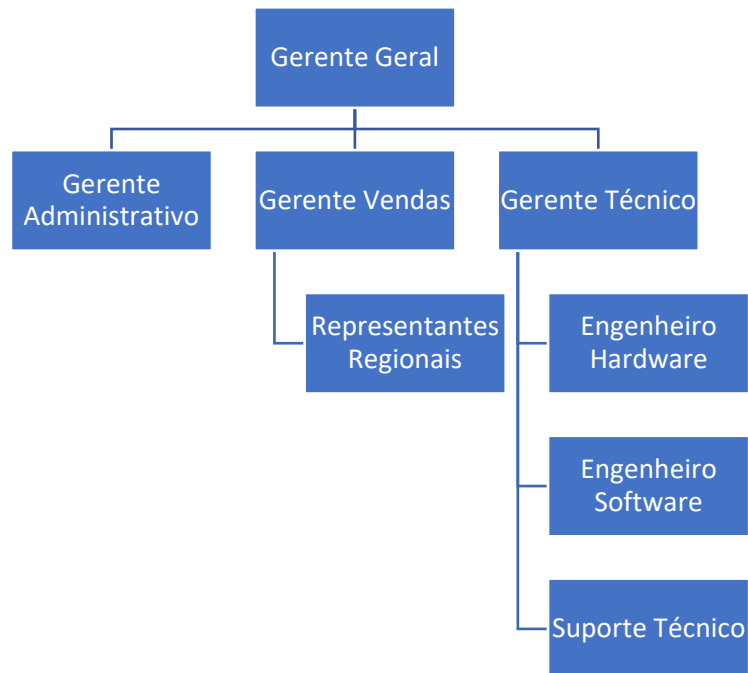 Gerente Geral
Gerente
Administrativo
Gerente Vendas
Gerente Técnico
Representantes
Regionais
Engenheiro
Hardware
Engenheiro
Software
Suporte Técnico